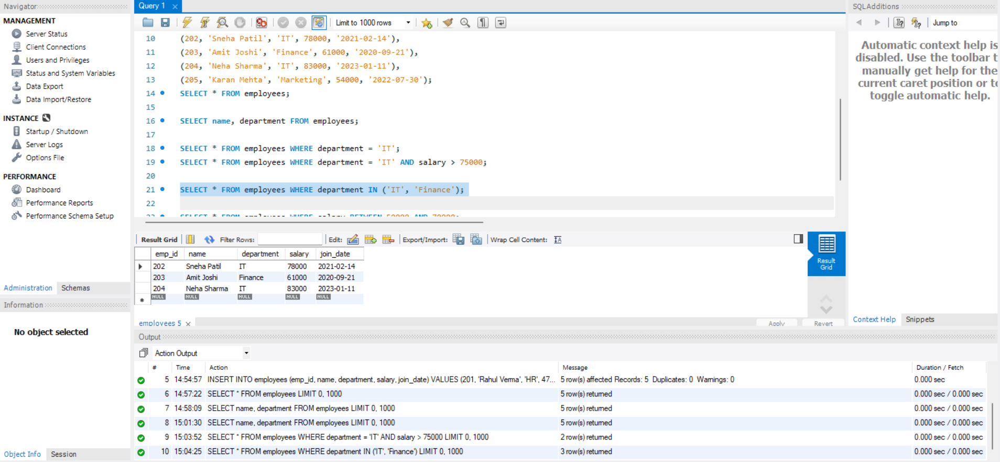 Navigator
MANAGEMENT
Server Status
Client Connections
Users and Privileges
Status and System Variables
Data Export
Data Import/Restore
INSTANCE
Startup / Shutdown
Server Logs
Options File
PERFORMANCE
Dashboard
Performance Reports
Performance Schema Setup
Administration Schemas
Information
No object selected
Object Info Session
Query 1
Limit to 1000 rows
10 (202, 'Sneha Patil', 'IT', 78000, '2021-02-14'),
11 (203, 'Amit Joshi', 'Finance', 61000, '2020-09-21'),
12 (204, 'Neha Sharma', 'IT', 83000, '2023-01-11'),
13 (205, 'Karan Mehta', 'Marketing', 54000, '2022-07-30');
14 SELECT * FROM employees;
15
16 SELECT name, department FROM employees;
17
18 SELECT * FROM employees WHERE department = 'IT';
19 SELECT * FROM employees WHERE department = 'IT' AND salary > 75000;
20
21 SELECT * FROM employees WHERE department IN ('IT', 'Finance');
22
23 SELECT * FROM employees WHERE salary BETWEEN 50000 AND 70000;
Result Grid Filter Rows: Edit: Export/Import: Wrap Cell Content:
emp_id name department salary join_date
202 Sneha Patil IT 78000 2021-02-14
203 Amit Joshi Finance 61000 2020-09-21
204 Neha Sharma IT 83000 2023-01-11
NULL NULL NULL NULL NULL
Result
Grid
employees 5
Apply Revert
SQLAdditions
Jump to
Automatic context help is
disabled. Use the toolbar t
manually get help for the
current caret position or to
toggle automatic help.
Context Help Snippets
Output
Action Output
# Time Action Message Duration / Fetch
5 14:54:57 INSERT INTO employees (emp_id, name, department, salary, join_date) VALUES (201, 'Rahul Verma', 'HR', 47... 5 row(s) affected Records: 5 Duplicates: 0 Warnings: 0 0.000 sec
6 14:57:22 SELECT * FROM employees LIMIT 0, 1000 5 row(s) returned 0.000 sec / 0.000 sec
7 14:58:09 SELECT name, department FROM employees LIMIT 0, 1000 5 row(s) returned 0.000 sec / 0.000 sec
8 15:01:30 SELECT name, department FROM employees LIMIT 0, 1000 5 row(s) returned 0.000 sec / 0.000 sec
9 15:03:52 SELECT * FROM employees WHERE department = 'IT' AND salary > 75000 LIMIT 0, 1000 2 row(s) returned 0.000 sec / 0.000 sec
10 15:04:25 SELECT * FROM employees WHERE department IN ('IT', 'Finance') LIMIT 0, 1000 3 row(s) returned 0.000 sec / 0.000 sec